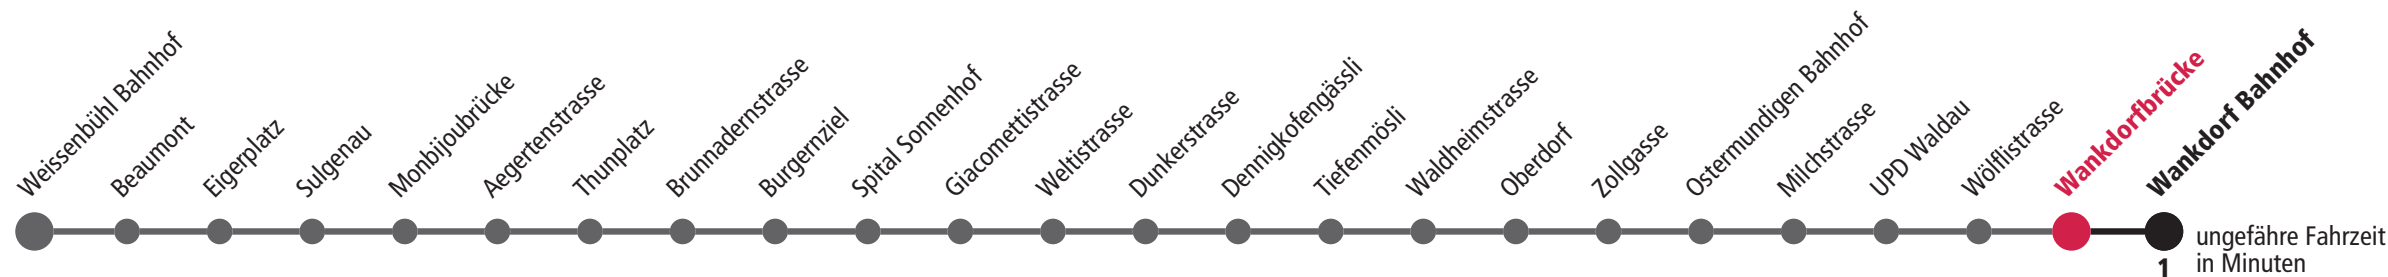 Weissenbühl Bahnhof
Beaumont
Eigerplatz
Sulgenau
Monbijoubrücke
Aegertenstrasse
Thunplatz
Brunnadernstrasse
Burgernziel
Spital Sonnenhof
Giacomettistrasse
Weltistrasse
Dunkerstrasse
Dennigkofengässli
Tiefenmösli
Waldheimstrasse
Oberdorf
Zollgasse
Ostermundigen Bahnhof
Milchstrasse
UPD Waldau
Wölflistrasse
Wankdorfbrücke
Wankdorf Bahnhof
1
ungefähre Fahrzeit
in Minuten